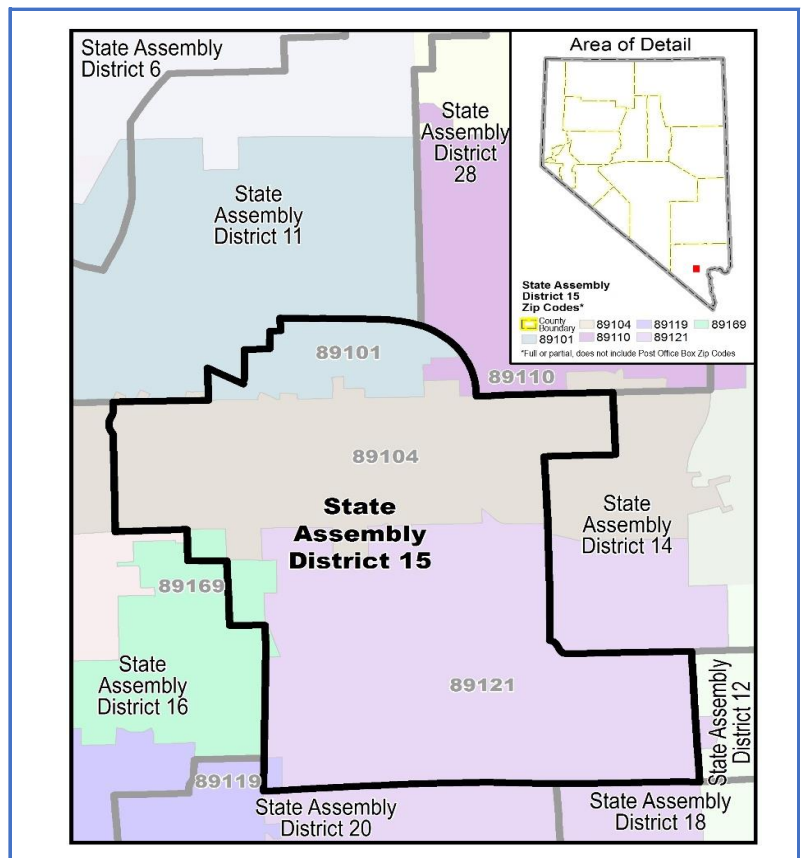 State Assembly
District 6
State
Assembly
District
28
Area of Detail
State
Assembly
District 11
State Assembly
District 15
Zip Codes*
County
Boundary
89104
89119
89169
89101
89110
89121
*Full or partial, does not include Post Office Box Zip Codes
89101
89110
89104
State
Assembly
District 15
State
Assembly
District 14
89169
State
Assembly
District 16
89121
State Assembly
District 12
89119
State Assembly
District 20
State Assembly
District 18